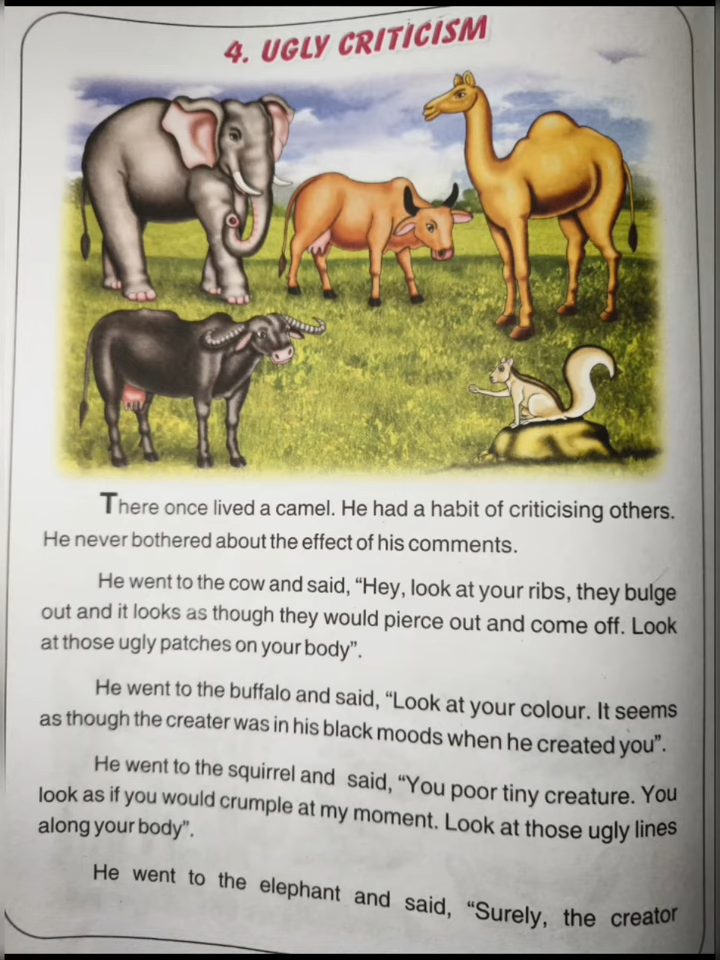 4. UGLY CRITICISM
There once lived a camel. He had a habit of criticising others.
He never bothered about the effect of his comments.
He went to the cow and said, “Hey, look at your ribs, they bulge
out and it looks as though they would pierce out and come off. Look
at those ugly patches on your body”.
He went to the buffalo and said, “Look at your colour. It seems
as though the creater was in his black moods when he created you”.
He went to the squirrel and said, “You poor tiny creature. You
look as if you would crumple at my moment. Look at those ugly lines
along your body”.
He went to the elephant and said, “Surely, the creator